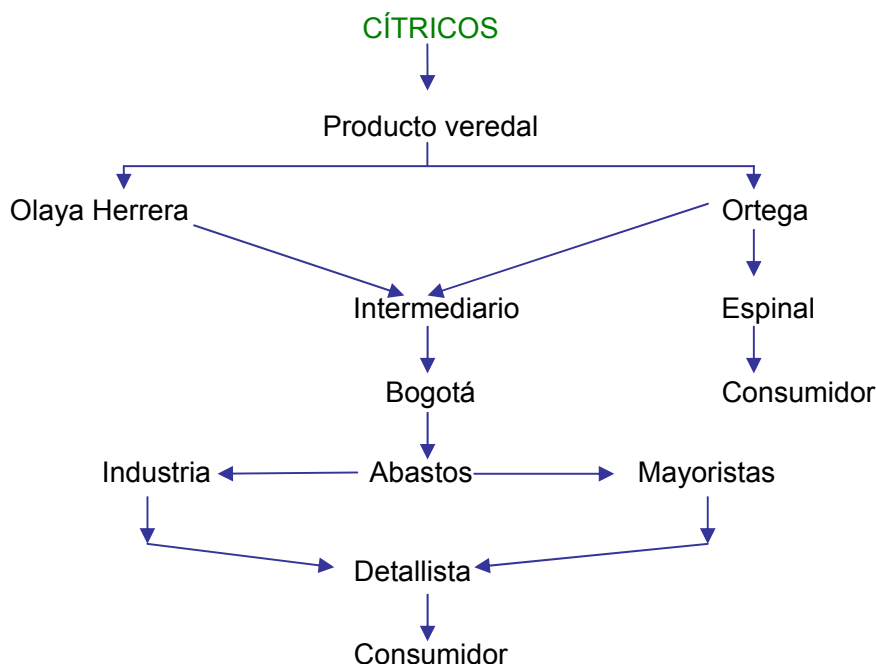 CÍTRICOS
Producto veredal
Olaya Herrera
Ortega
Intermediario
Espinal
Bogotá
Consumidor
Industria
Abastos
Mayoristas
Detallista
Consumidor